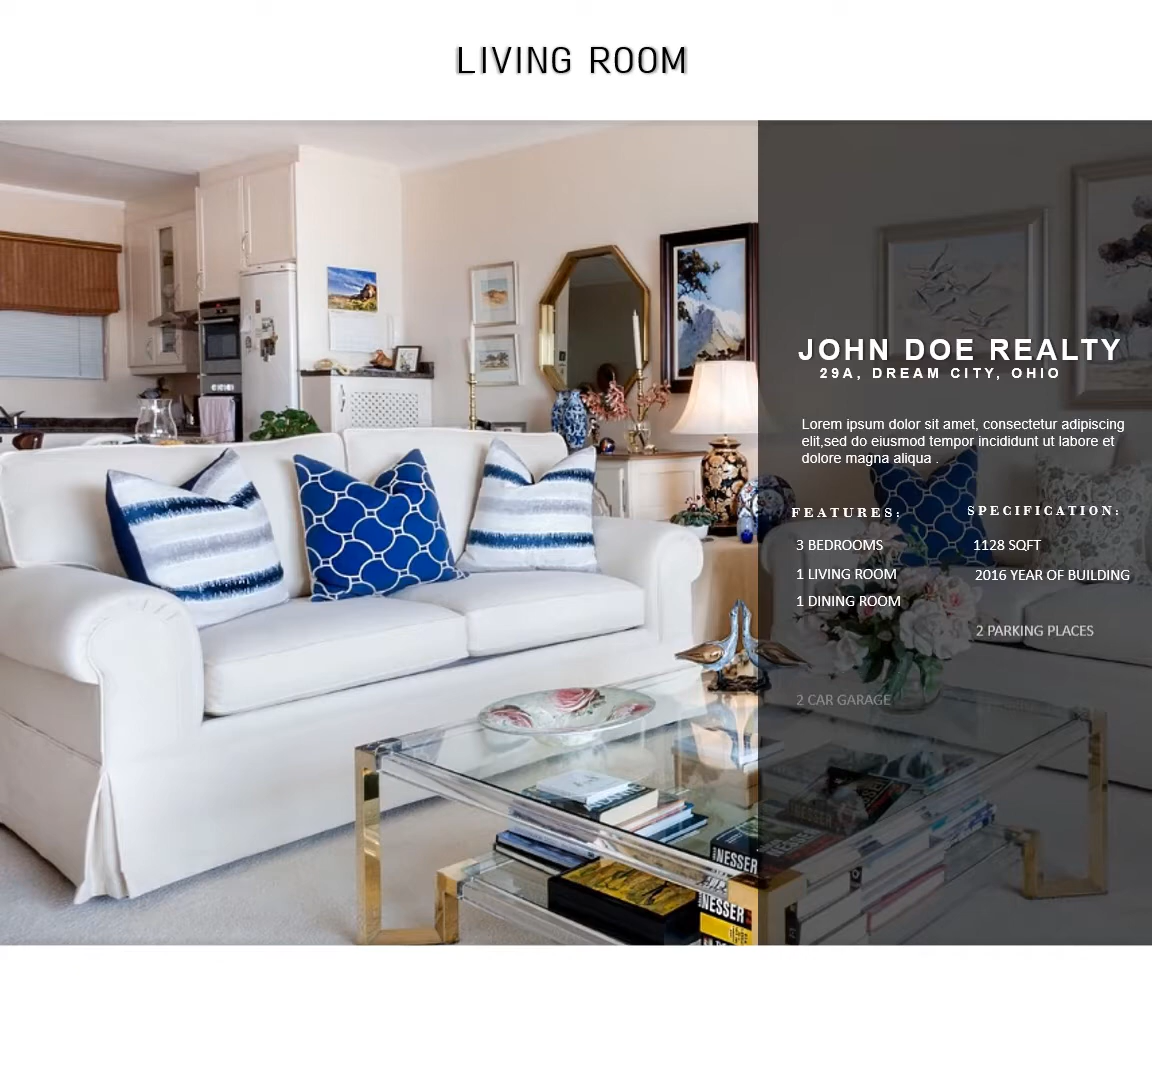 LIVING ROOM
JOHN DOE REALTY
29A, DREAM CITY, OHIO
Lorem ipsum dolor sit amet, consectetur adipiscing
elit,sed do eiusmod tempor incididunt ut labore et
dolore magna aliqua .
FEATURES:
3 BEDROOMS
1 LIVING ROOM
1 DINING ROOM
2 CAR GARAGE
SPECIFICATION:
1128 SQFT
2016 YEAR OF BUILDING
2 PARKING PLACES
NESSER
NESSER